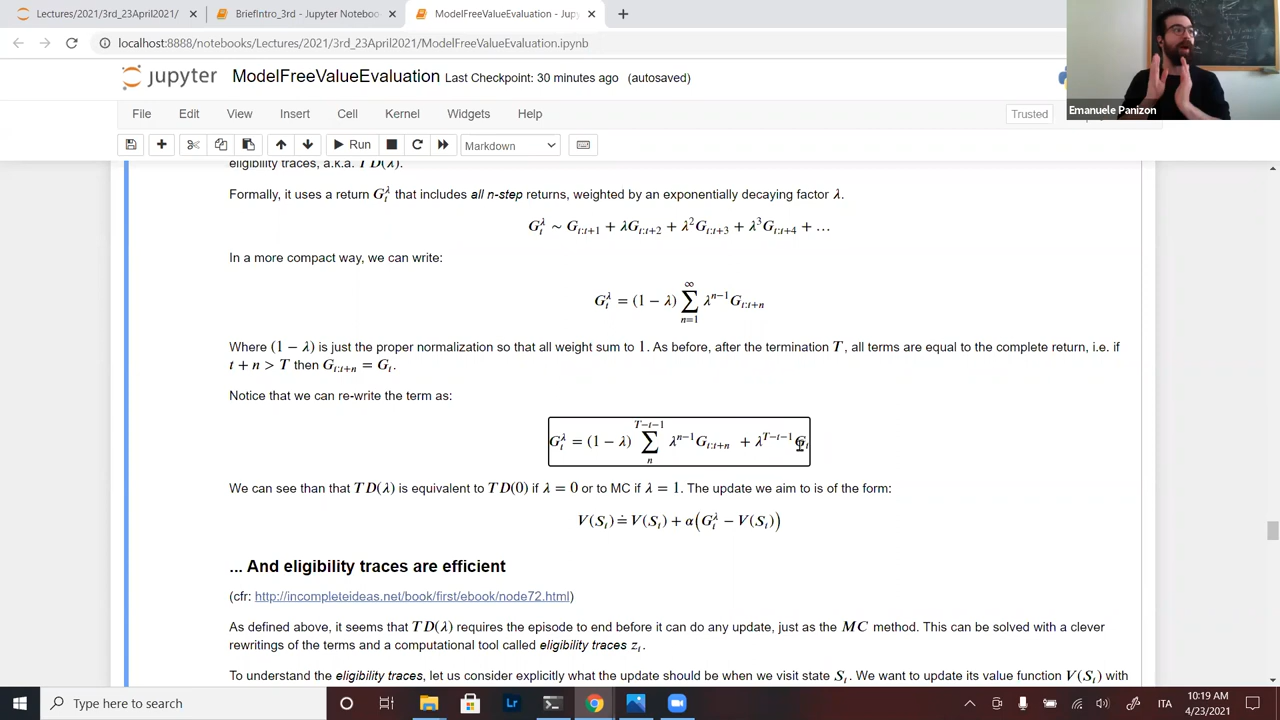 Lectures/2021/3rd_23April2021/
BriefIntro_3rd - Jupyter Noteboo
ModelFreeValueEvaluation - Jup
localhost:8888/notebooks/Lectures/2021/3rd_23April2021/ModelFreeValueEvaluation.ipynb
jupyter ModelFreeValueEvaluation Last Checkpoint: 30 minutes ago (autosaved)
Emanuele Panizon
File Edit View Insert Cell Kernel Widgets Help Trusted
Run Markdown
eligibility traces, a.k.a. TD(λ).
Formally, it uses a return G_t^λ that includes all n-step returns, weighted by an exponentially decaying factor λ.
G_t^λ ∼ G_{t:t+1} + λG_{t:t+2} + λ²G_{t:t+3} + λ³G_{t:t+4} + …
In a more compact way, we can write:
G_t^λ = (1 − λ) ∑_{n=1}^∞ λ^{n−1}G_{t:t+n}
Where (1 − λ) is just the proper normalization so that all weight sum to 1. As before, after the termination T, all terms are equal to the complete return, i.e. if
t + n > T then G_{t:t+n} = G_t.
Notice that we can re-write the term as:
G_t^λ = (1 − λ) ∑_n^{T−t−1} λ^{n−1}G_{t:t+n} + λ^{T−t−1}G_t
We can see than that TD(λ) is equivalent to TD(0) if λ = 0 or to MC if λ = 1. The update we aim to is of the form:
V(S_t) ≐ V(S_t) + α(G_t^λ − V(S_t))
... And eligibility traces are efficient
(cfr: http://incompleteideas.net/book/first/ebook/node72.html)
As defined above, it seems that TD(λ) requires the episode to end before it can do any update, just as the MC method. This can be solved with a clever
rewritings of the terms and a computational tool called eligibility traces z_t.
To understand the eligibility traces, let us consider explicitly what the update should be when we visit state S_t. We want to update its value function V(S_t) with
Type here to search
ITA
10:19 AM
4/23/2021